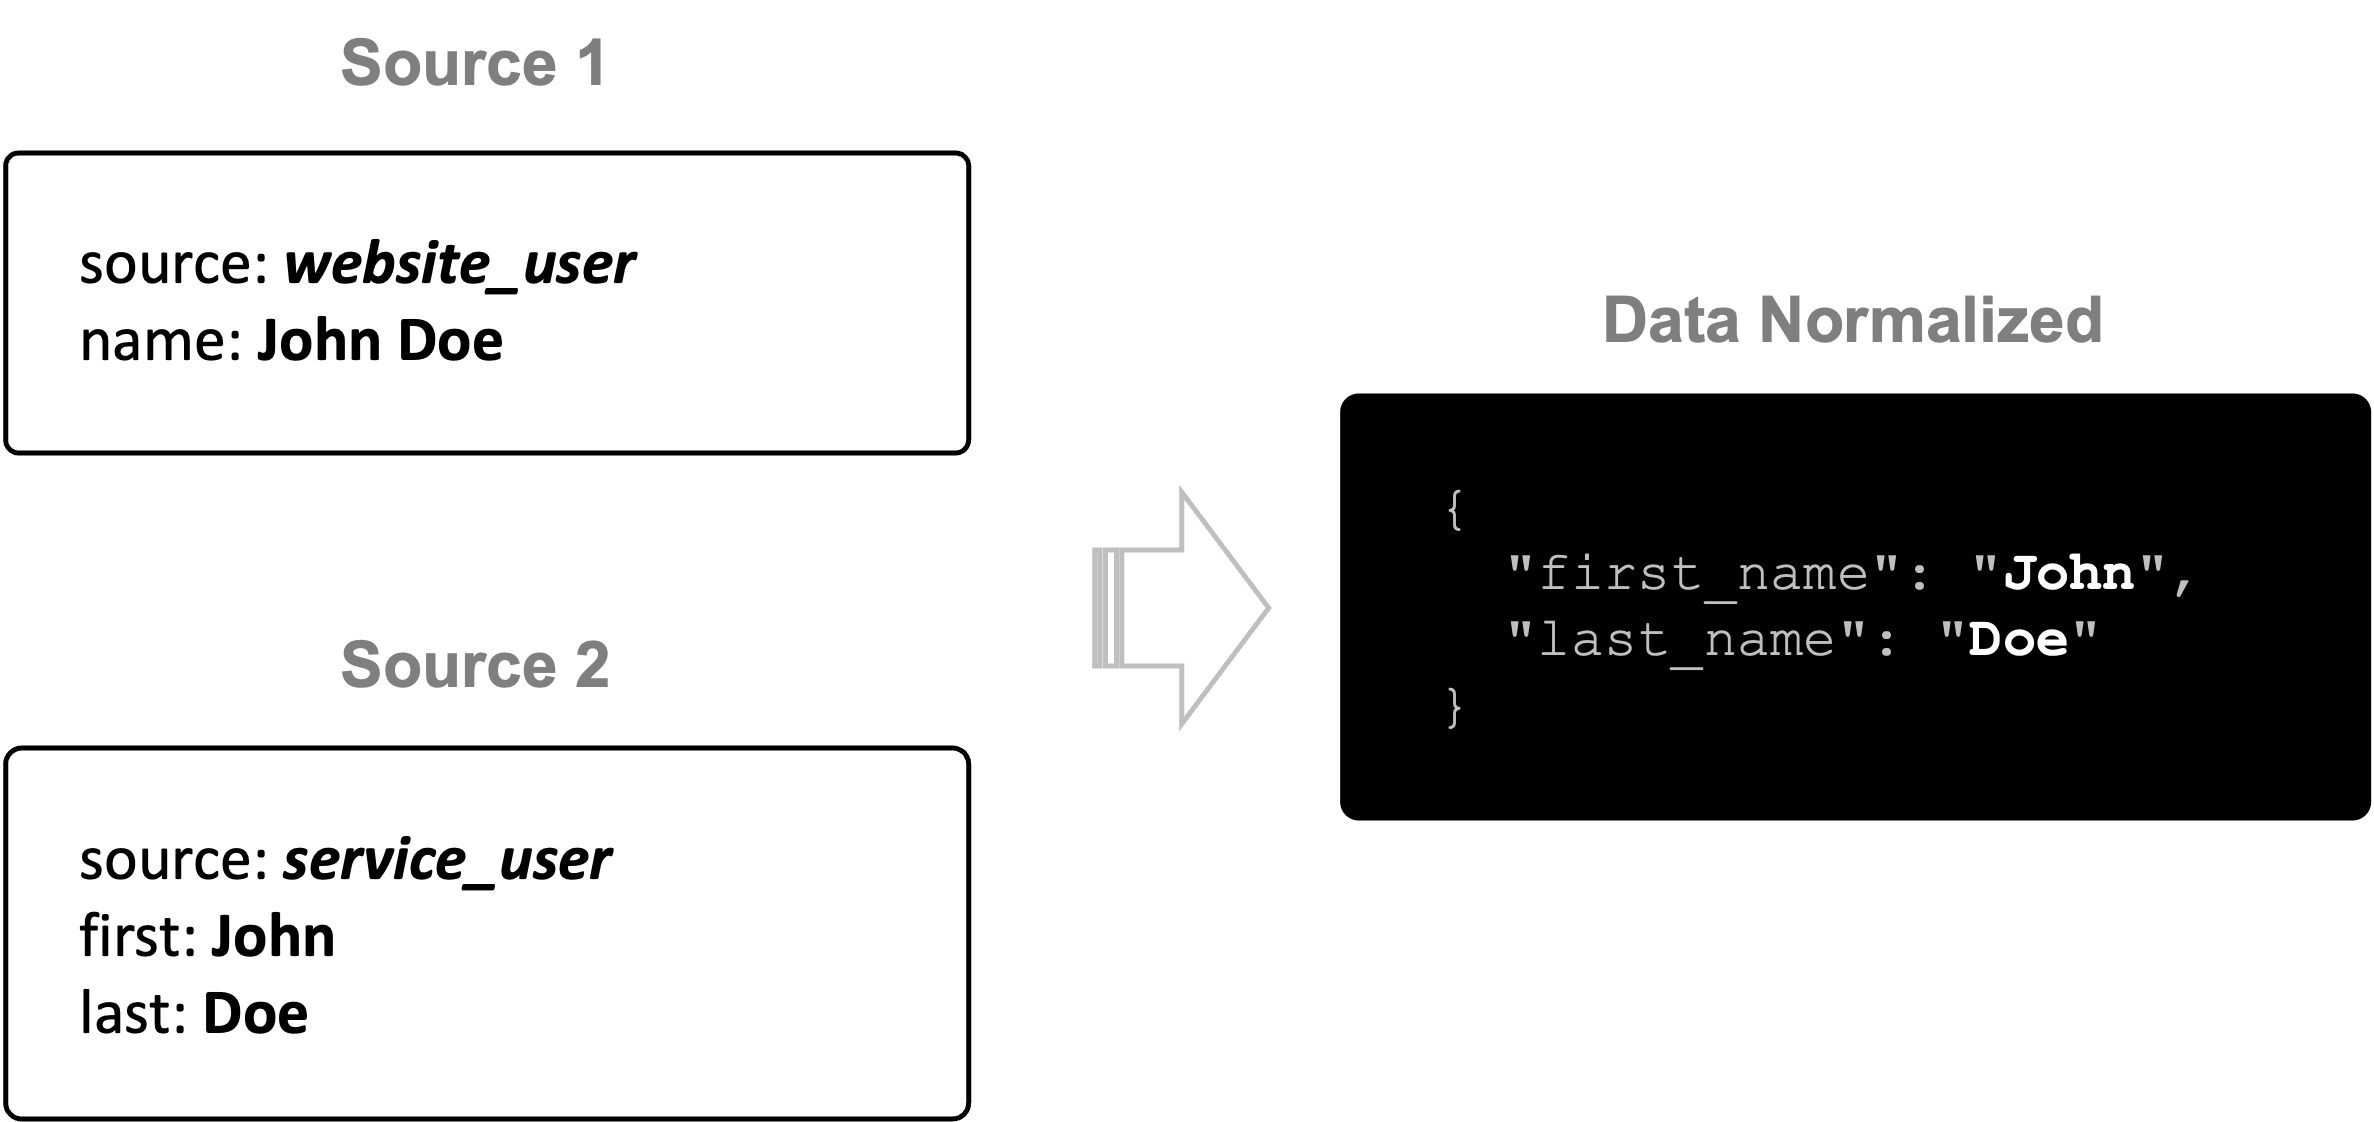 Source 1
source: website_user
name: John Doe
Source 2
source: service_user
first: John
last: Doe
Data Normalized
{
"first_name": "John",
"last_name": "Doe"
}